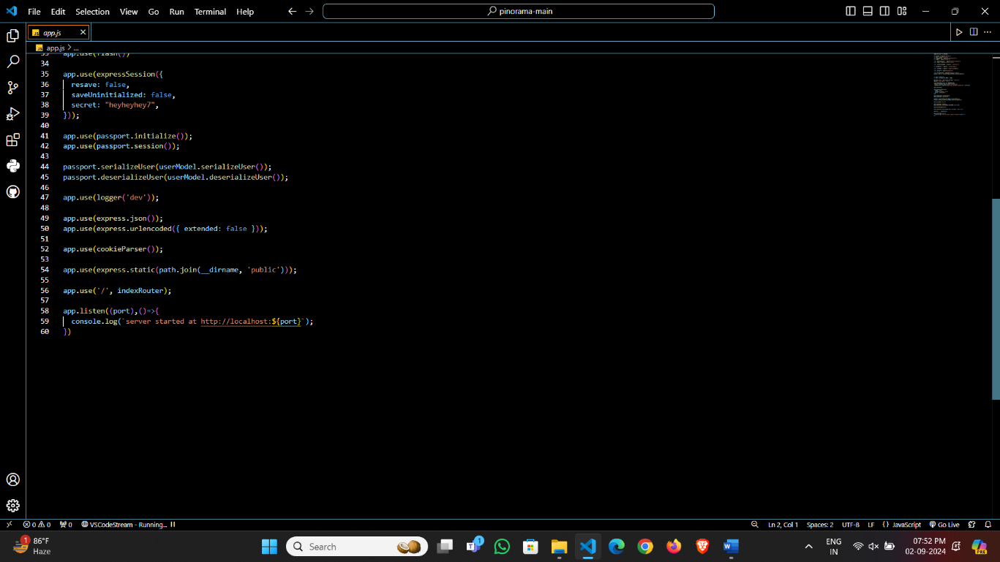 File Edit Selection View Go Run Terminal Help
pinorama-main
JS app.js
JS app.js > ...
33 app.use(flash())
34
35 app.use(expressSession({
36 resave: false,
37 saveUninitialized: false,
38 secret: "heyheyhey7",
39 }));
40
41 app.use(passport.initialize());
42 app.use(passport.session());
43
44 passport.serializeUser(userModel.serializeUser());
45 passport.deserializeUser(userModel.deserializeUser());
46
47 app.use(logger('dev'));
48
49 app.use(express.json());
50 app.use(express.urlencoded({ extended: false }));
51
52 app.use(cookieParser());
53
54 app.use(express.static(path.join(__dirname, 'public')));
55
56 app.use('/', indexRouter);
57
58 app.listen((port),()=>{
59 console.log(`server started at http://localhost:${port}`);
60 })
0 0 0 VSCodeStream - Running... Ln 2, Col 1 Spaces: 2 UTF-8 LF {} JavaScript Go Live
1 86°F
Haze
Search
1
ENG
IN
07:52 PM
02-09-2024
PRE